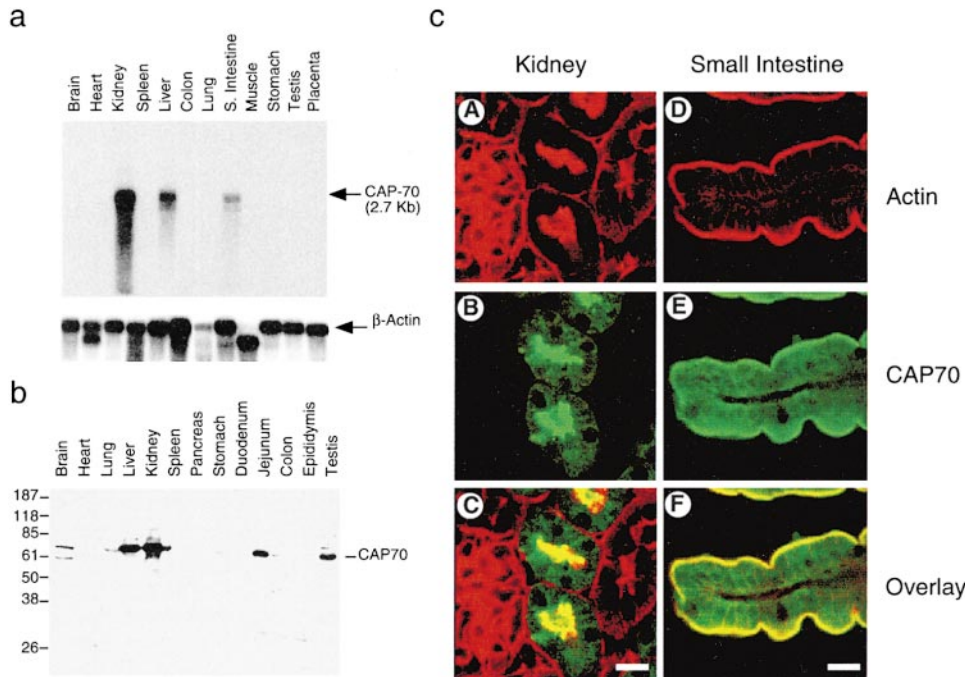 a
Brain
Heart
Kidney
Spleen
Liver
Colon
Lung
S. Intestine
Muscle
Stomach
Testis
Placenta
CAP-70
(2.7 Kb)
β-Actin
b
Brain
Heart
Lung
Liver
Kidney
Spleen
Pancreas
Stomach
Duodenum
Jejunum
Colon
Epididymis
Testis
187
118
85
61
50
38
26
CAP70
c
Kidney
Small Intestine
A
D
Actin
B
E
CAP70
C
F
Overlay